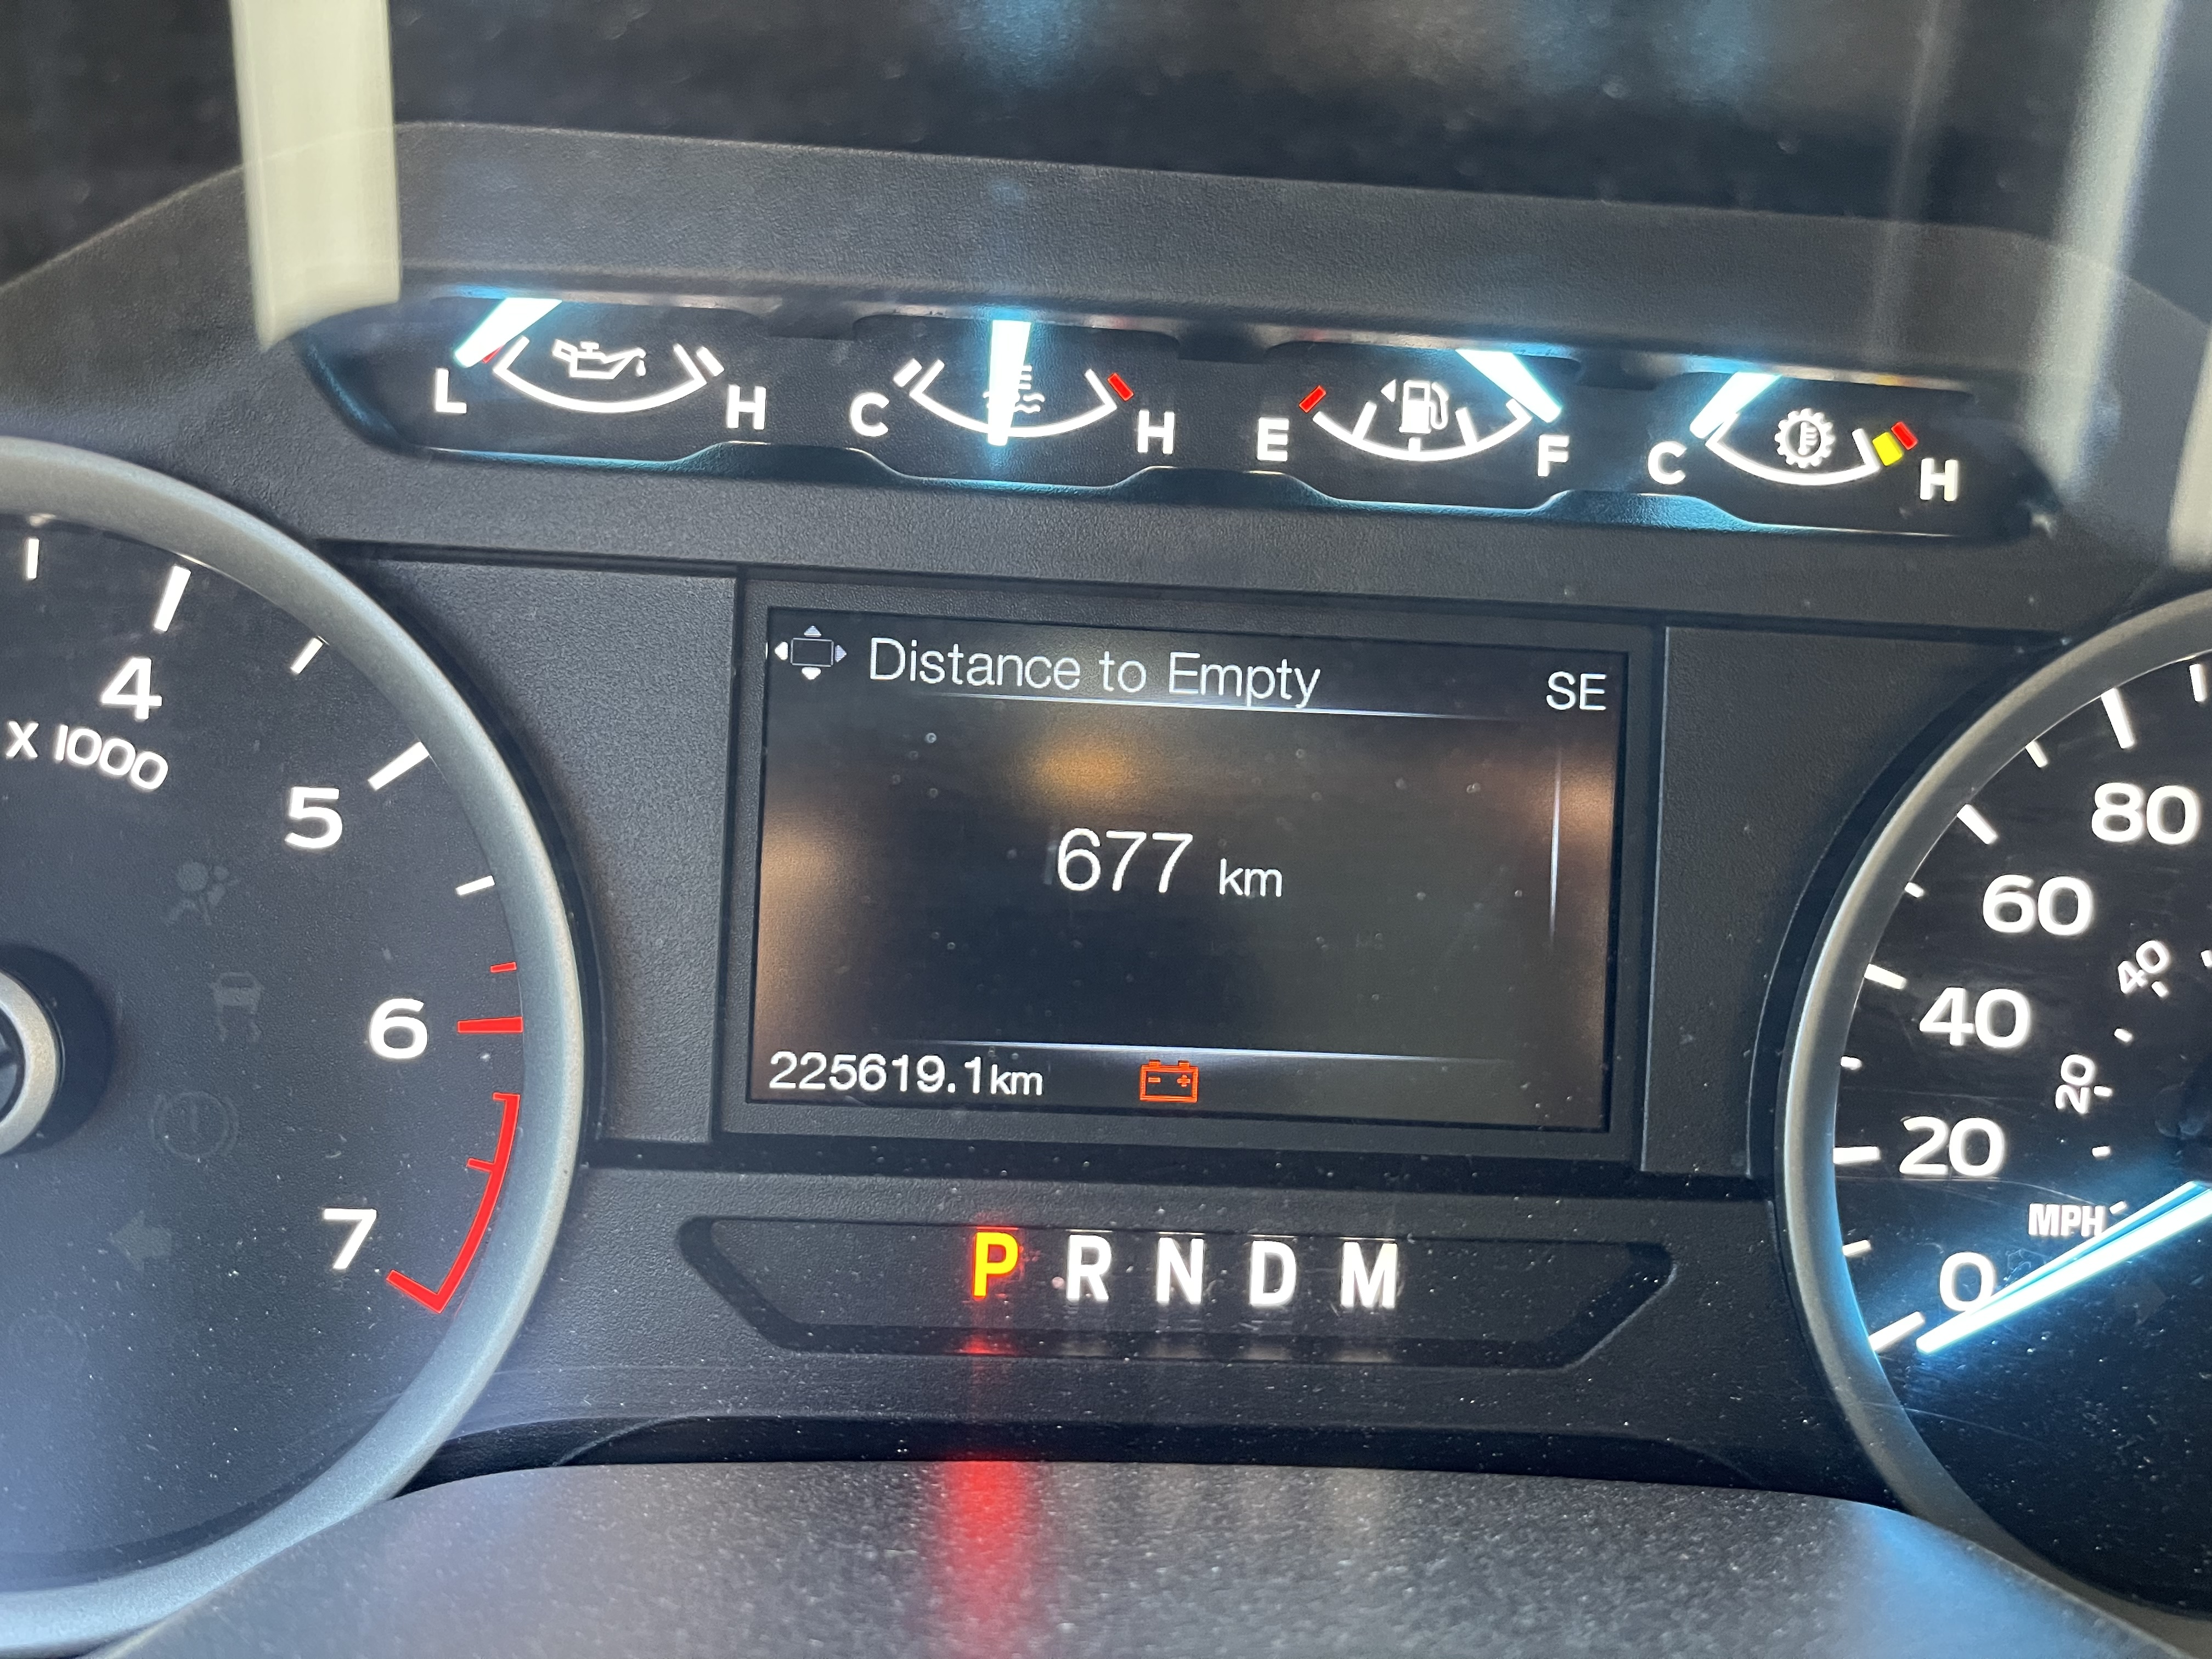 L H C H E F C H
Distance to Empty SE
4
X 1000
5
6
7
677 km
225619.1km
P R N D M
80
60
40
20
0
40
20
MPH